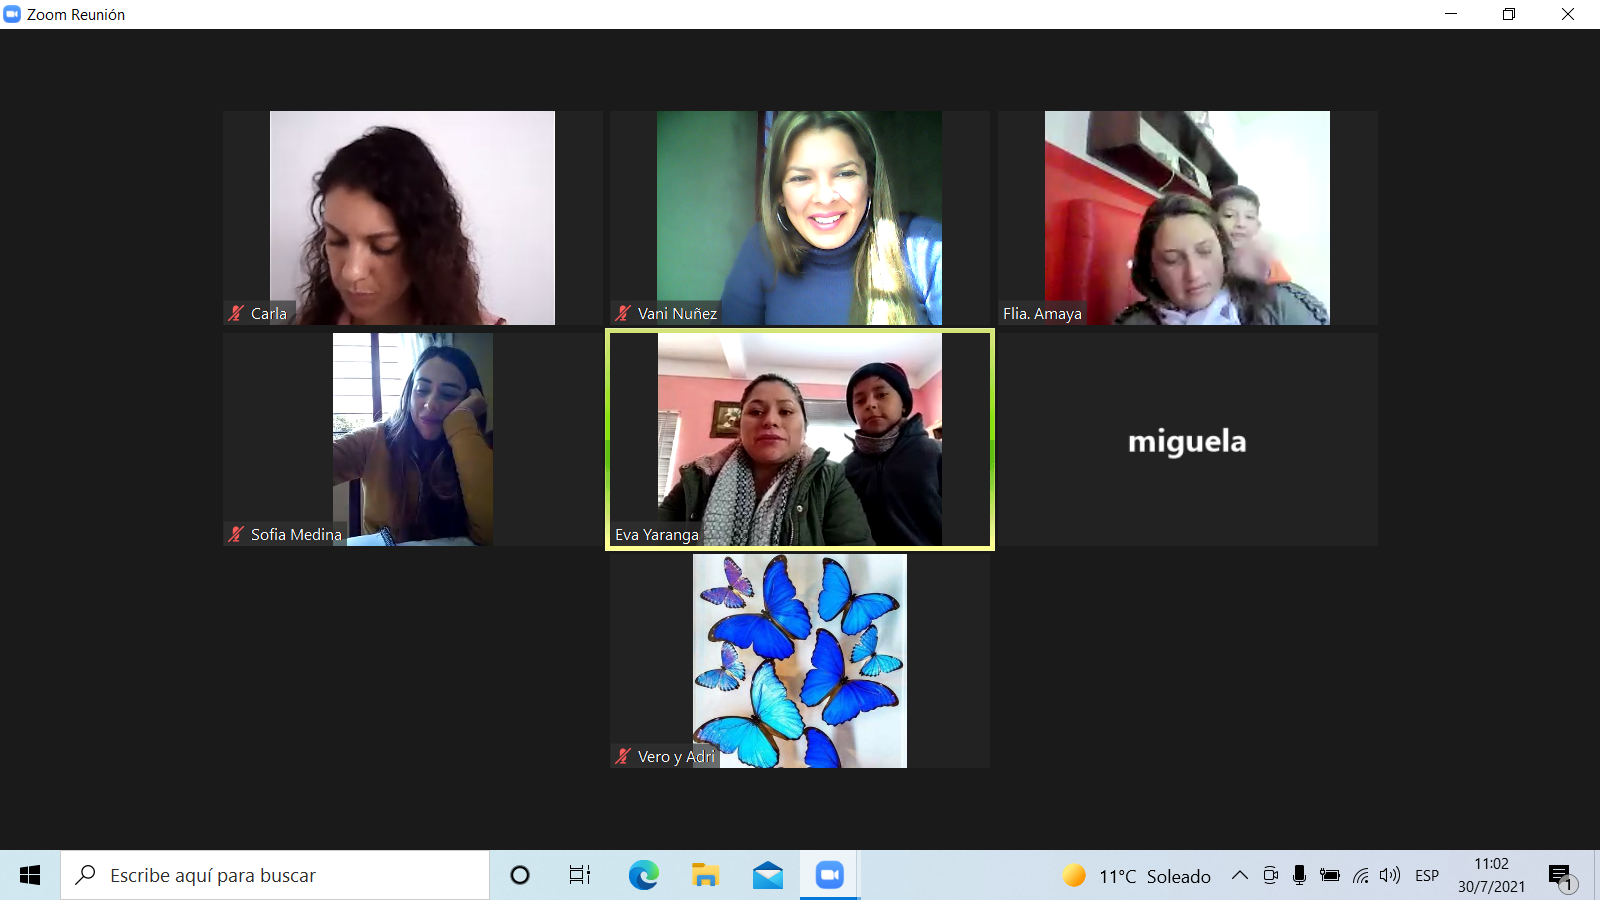 Zoom Reunión
Carla
Vani Nuñez
Flia. Amaya
Sofia Medina
Eva Yaranga
miguela
Vero y Adri
Escribe aquí para buscar
11°C Soleado
ESP
11:02
30/7/2021
1